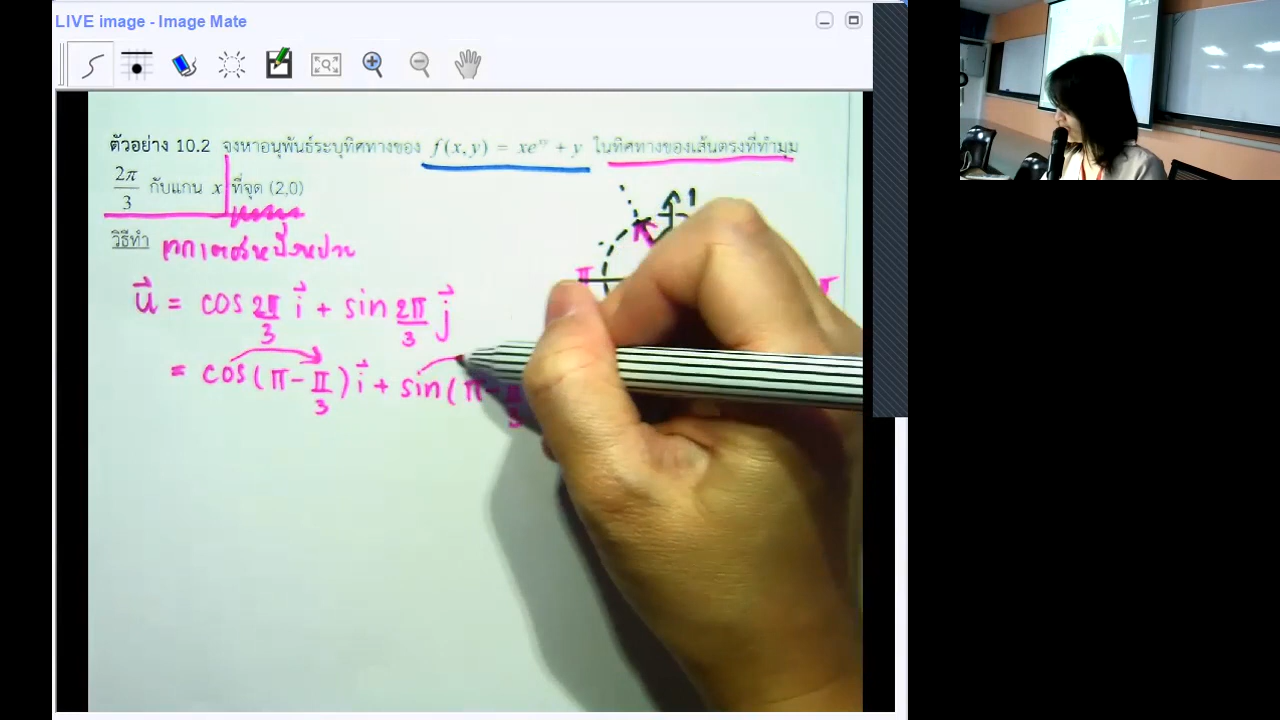 LIVE image - Image Mate
ตัวอย่าง 10.2 จงหาอนุพันธ์ระบุทิศทางของ f(x, y) = xe^{xy} + y ในทิศทางของเส้นตรงที่ทำมุม
2π/3 กับแกน x ที่จุด (2,0)
1
วิธีทำ
π π
u⃗ = cos 2π/3 i⃗ + sin 2π/3 j⃗
= cos(π - π/3) i⃗ + sin(π - π/3